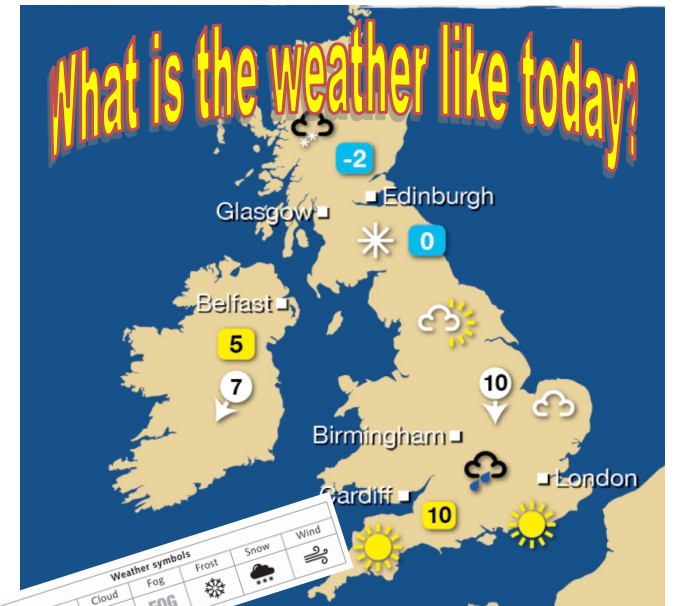 What is the weather like today?
-2
Edinburgh
Glasgow
0
Belfast
5
7
10
Birmingham
London
Cardiff
10
Weather symbols
Cloud
Fog
Frost
Snow
Wind
FOG